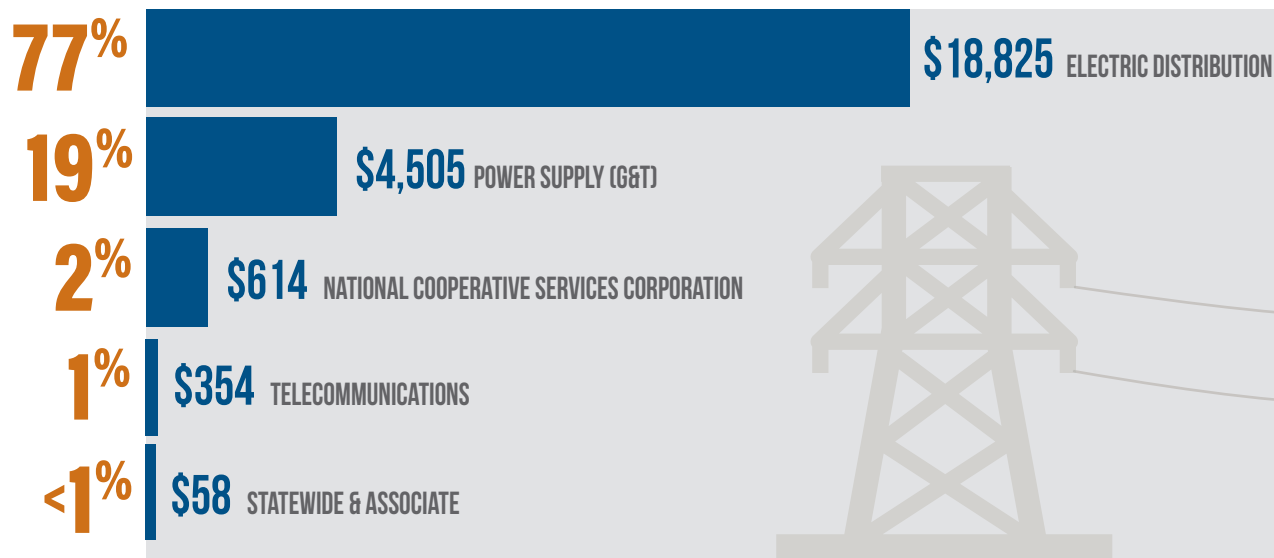 77% $18,825 ELECTRIC DISTRIBUTION
19% $4,505 POWER SUPPLY (G&T)
2% $614 NATIONAL COOPERATIVE SERVICES CORPORATION
1% $354 TELECOMMUNICATIONS
<1% $58 STATEWIDE & ASSOCIATE